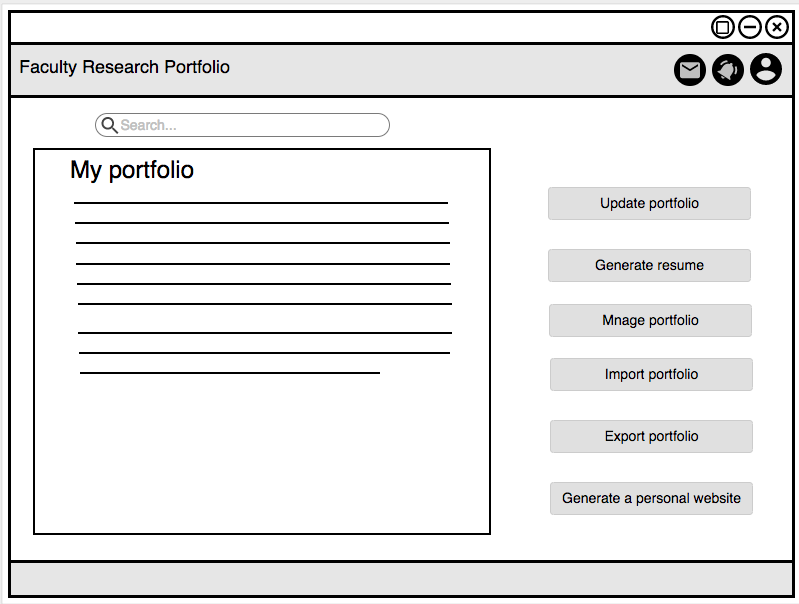 Faculty Research Portfolio
Search...
My portfolio
Update portfolio
Generate resume
Mnage portfolio
Import portfolio
Export portfolio
Generate a personal website